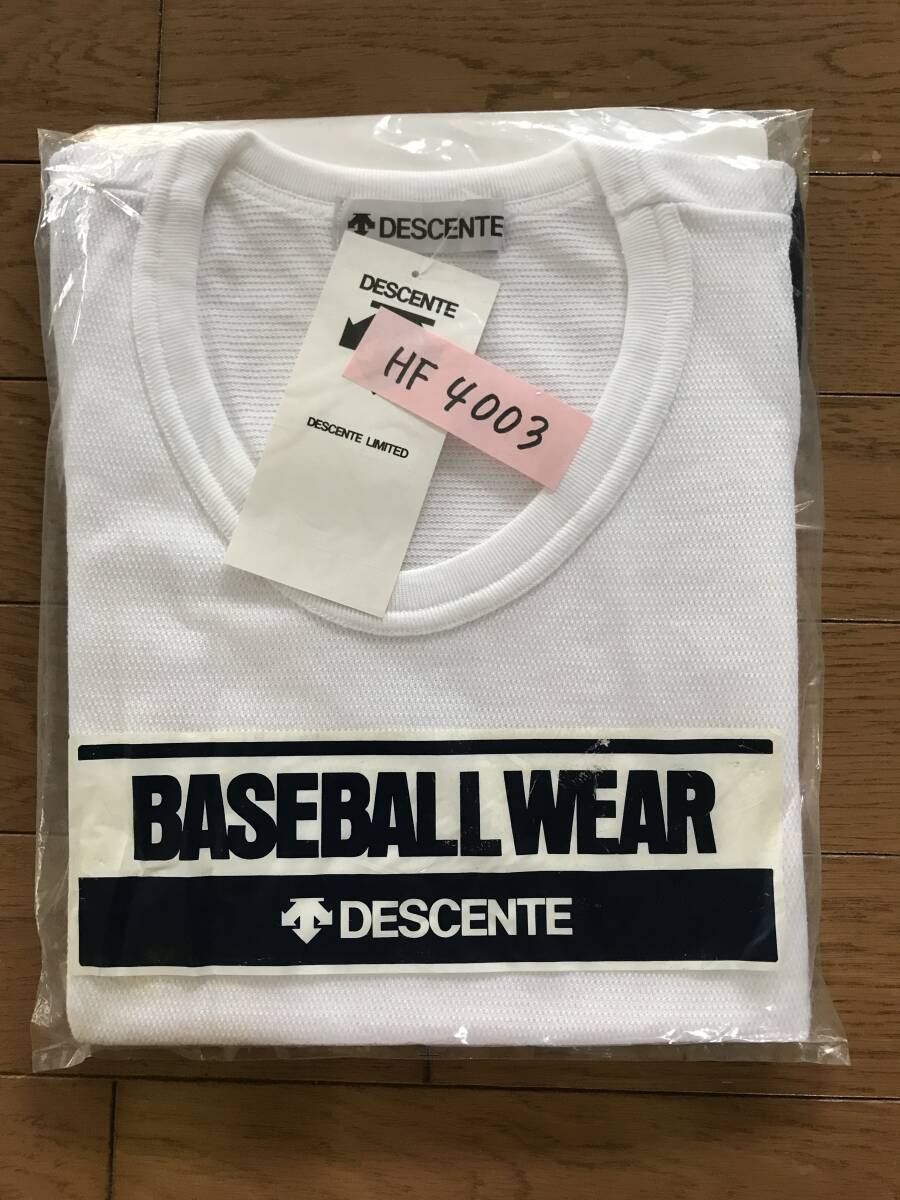 DESCENTE
DESCENTE
HF 4003
DESCENTE LIMITED
BASEBALL WEAR
DESCENTE